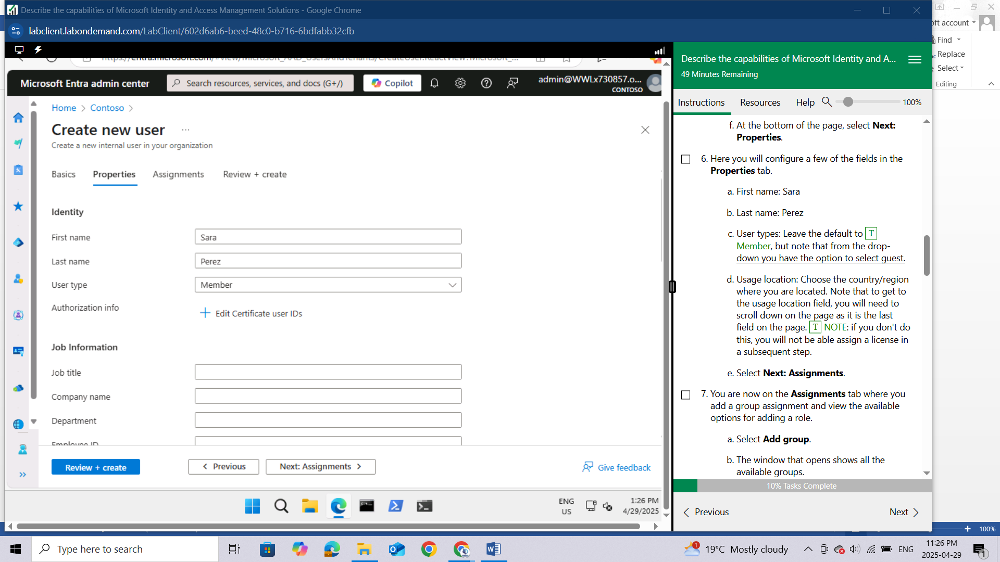 Describe the capabilities of Microsoft Identity and Access Management Solutions - Google Chrome
labclient.labondemand.com/LabClient/602d6ab6-beed-48c0-b716-6bdfabb32cfb
Microsoft Entra admin center
Search resources, services, and docs (G+/)
Copilot
admin@WWLx730857.o...
CONTOSO
Home > Contoso >
Create new user ...
Create a new internal user in your organization
Basics Properties Assignments Review + create
Identity
First name Sara
Last name Perez
User type Member
Authorization info
+ Edit Certificate user IDs
Job Information
Job title
Company name
Department
Employee ID
Review + create < Previous Next: Assignments > Give feedback
ENG
US
1:26 PM
4/29/2025
Describe the capabilities of Microsoft Identity and A...
49 Minutes Remaining
Instructions Resources Help 100%
f. At the bottom of the page, select Next:
Properties.
6. Here you will configure a few of the fields in the
Properties tab.
a. First name: Sara
b. Last name: Perez
c. User types: Leave the default to T
Member, but note that from the drop-
down you have the option to select guest.
d. Usage location: Choose the country/region
where you are located. Note that to get to
the usage location field, you will need to
scroll down on the page as it is the last
field on the page. T NOTE: if you don't do
this, you will not be able assign a license in
a subsequent step.
e. Select Next: Assignments.
7. You are now on the Assignments tab where you
add a group assignment and view the available
options for adding a role.
a. Select Add group.
b. The window that opens shows all the
available groups.
10% Tasks Complete
< Previous Next >
account
Find
Replace
Select
Editing
100%
Type here to search
1
19°C Mostly cloudy
ENG
11:26 PM
2025-04-29
1